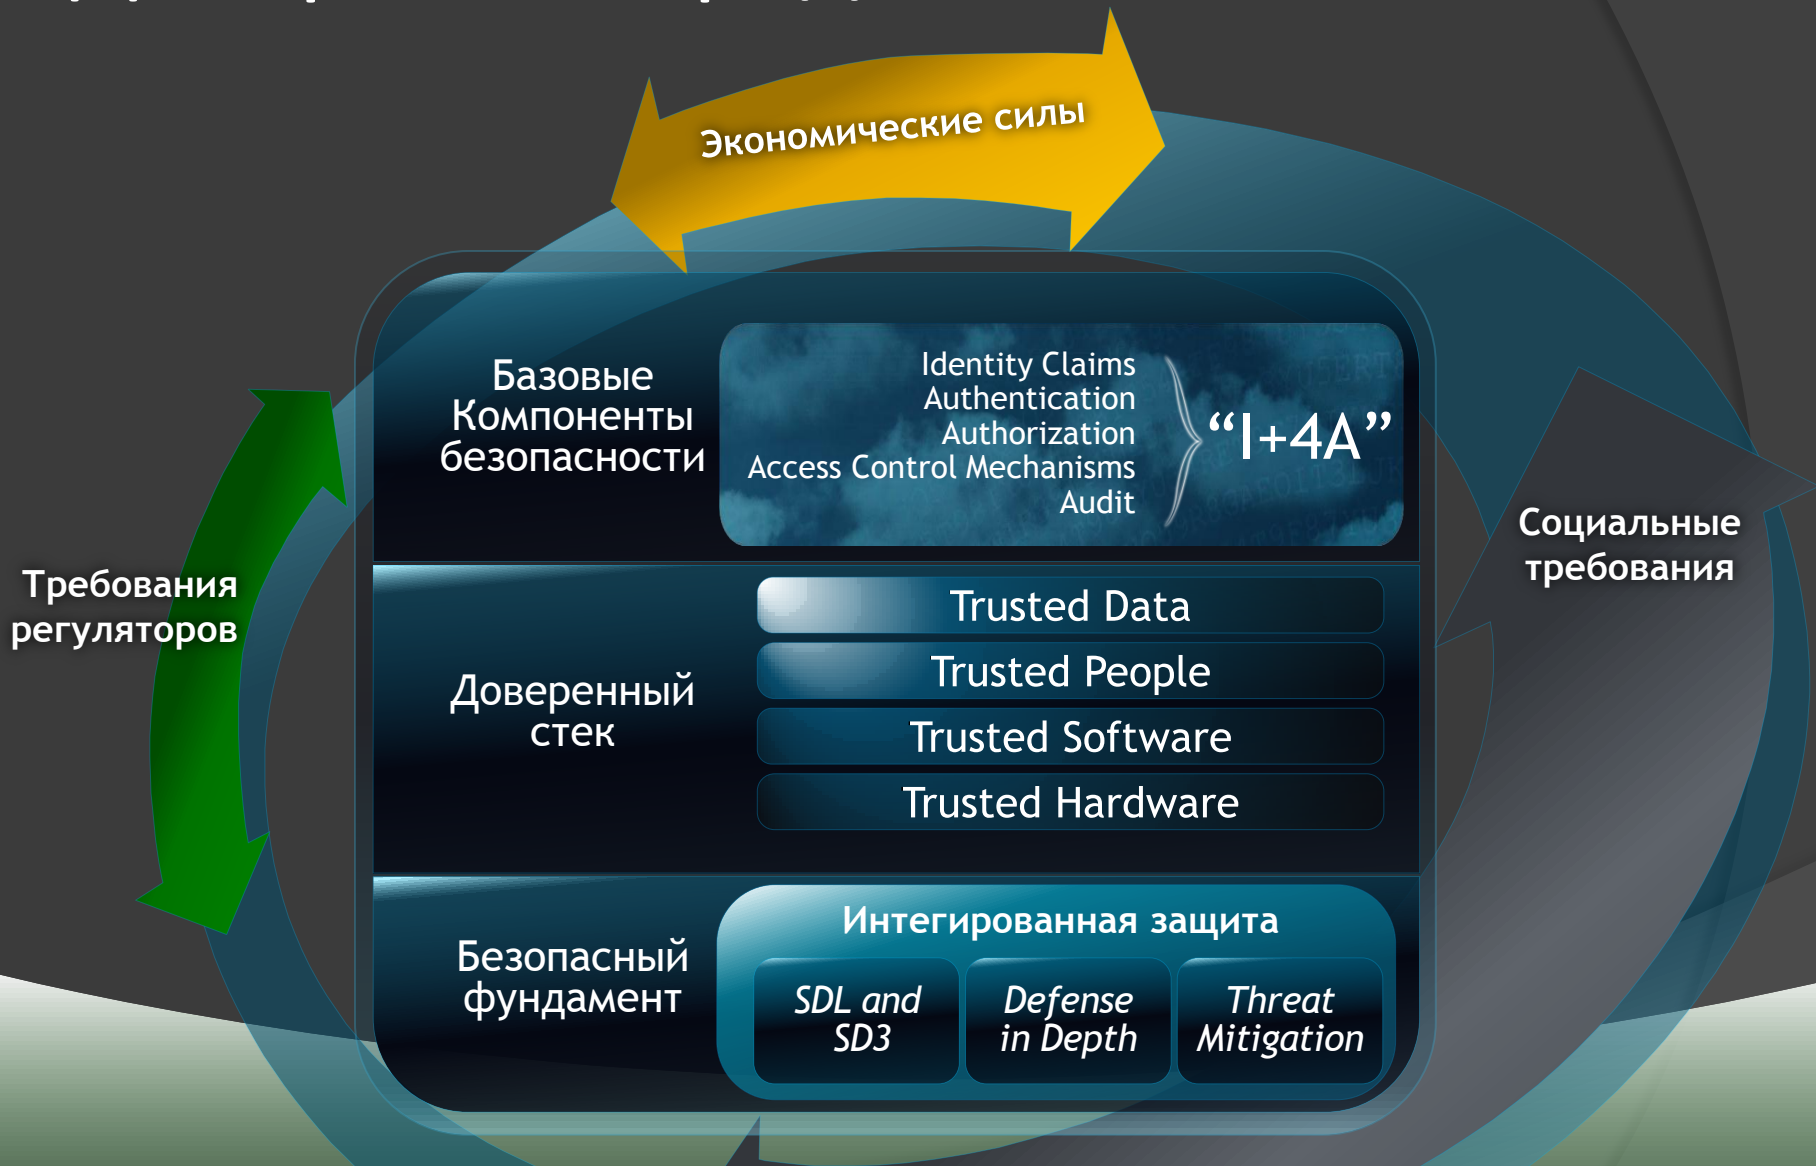 Экономические силы
Базовые
Компоненты
безопасности
Identity Claims
Authentication
Authorization
Access Control Mechanisms
Audit
“I+4A”
Социальные
требования
Требования
регуляторов
Доверенный
стек
Trusted Data
Trusted People
Trusted Software
Trusted Hardware
Безопасный
фундамент
Интегированная защита
SDL and
SD3
Defense
in Depth
Threat
Mitigation